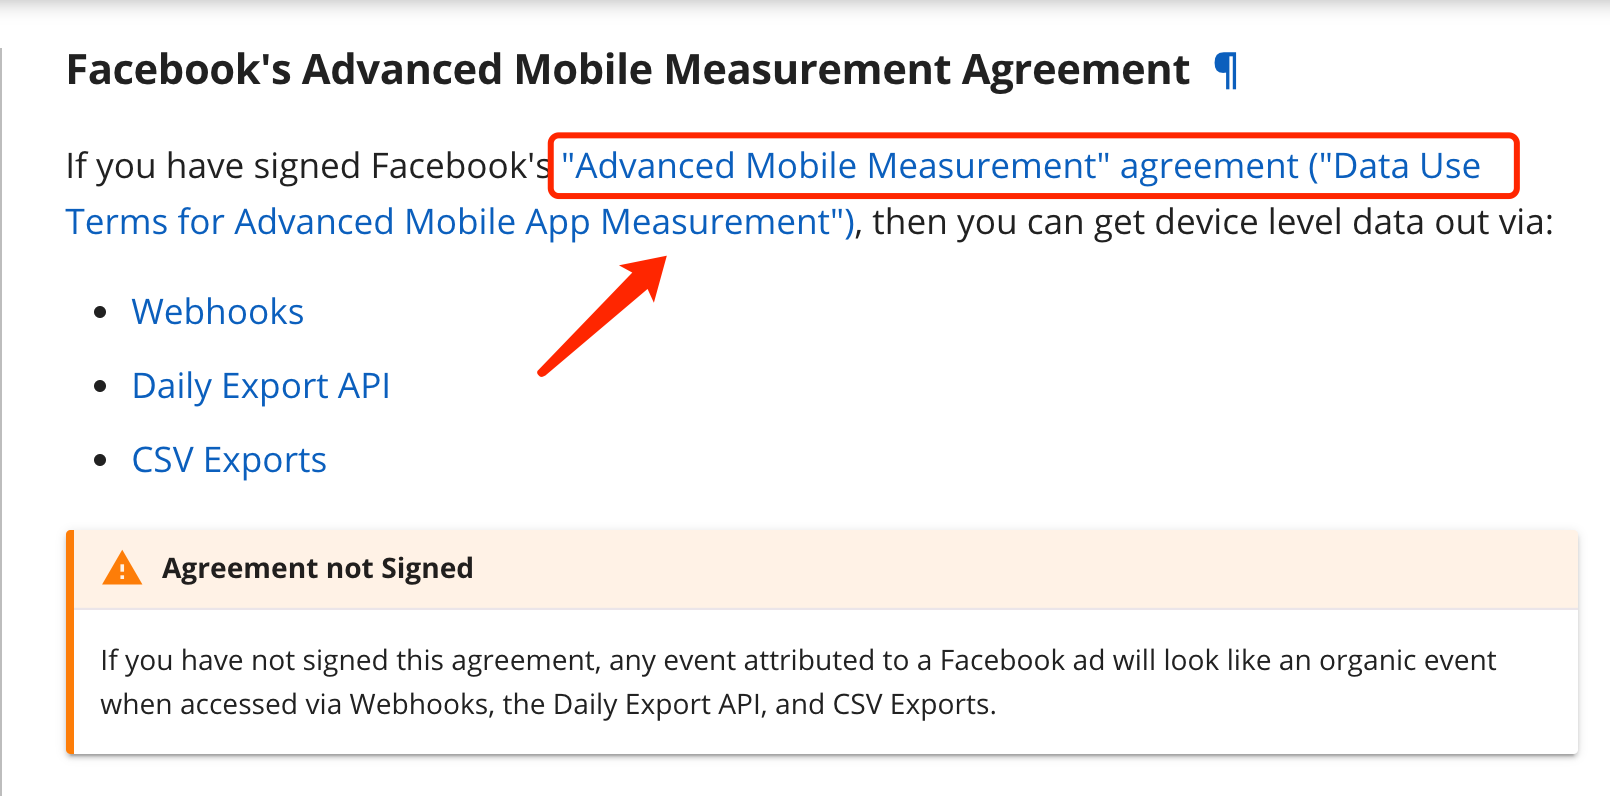 Facebook's Advanced Mobile Measurement Agreement ¶
If you have signed Facebook's "Advanced Mobile Measurement" agreement ("Data Use
Terms for Advanced Mobile App Measurement"), then you can get device level data out via:
• Webhooks
• Daily Export API
• CSV Exports
Agreement not Signed
If you have not signed this agreement, any event attributed to a Facebook ad will look like an organic event
when accessed via Webhooks, the Daily Export API, and CSV Exports.